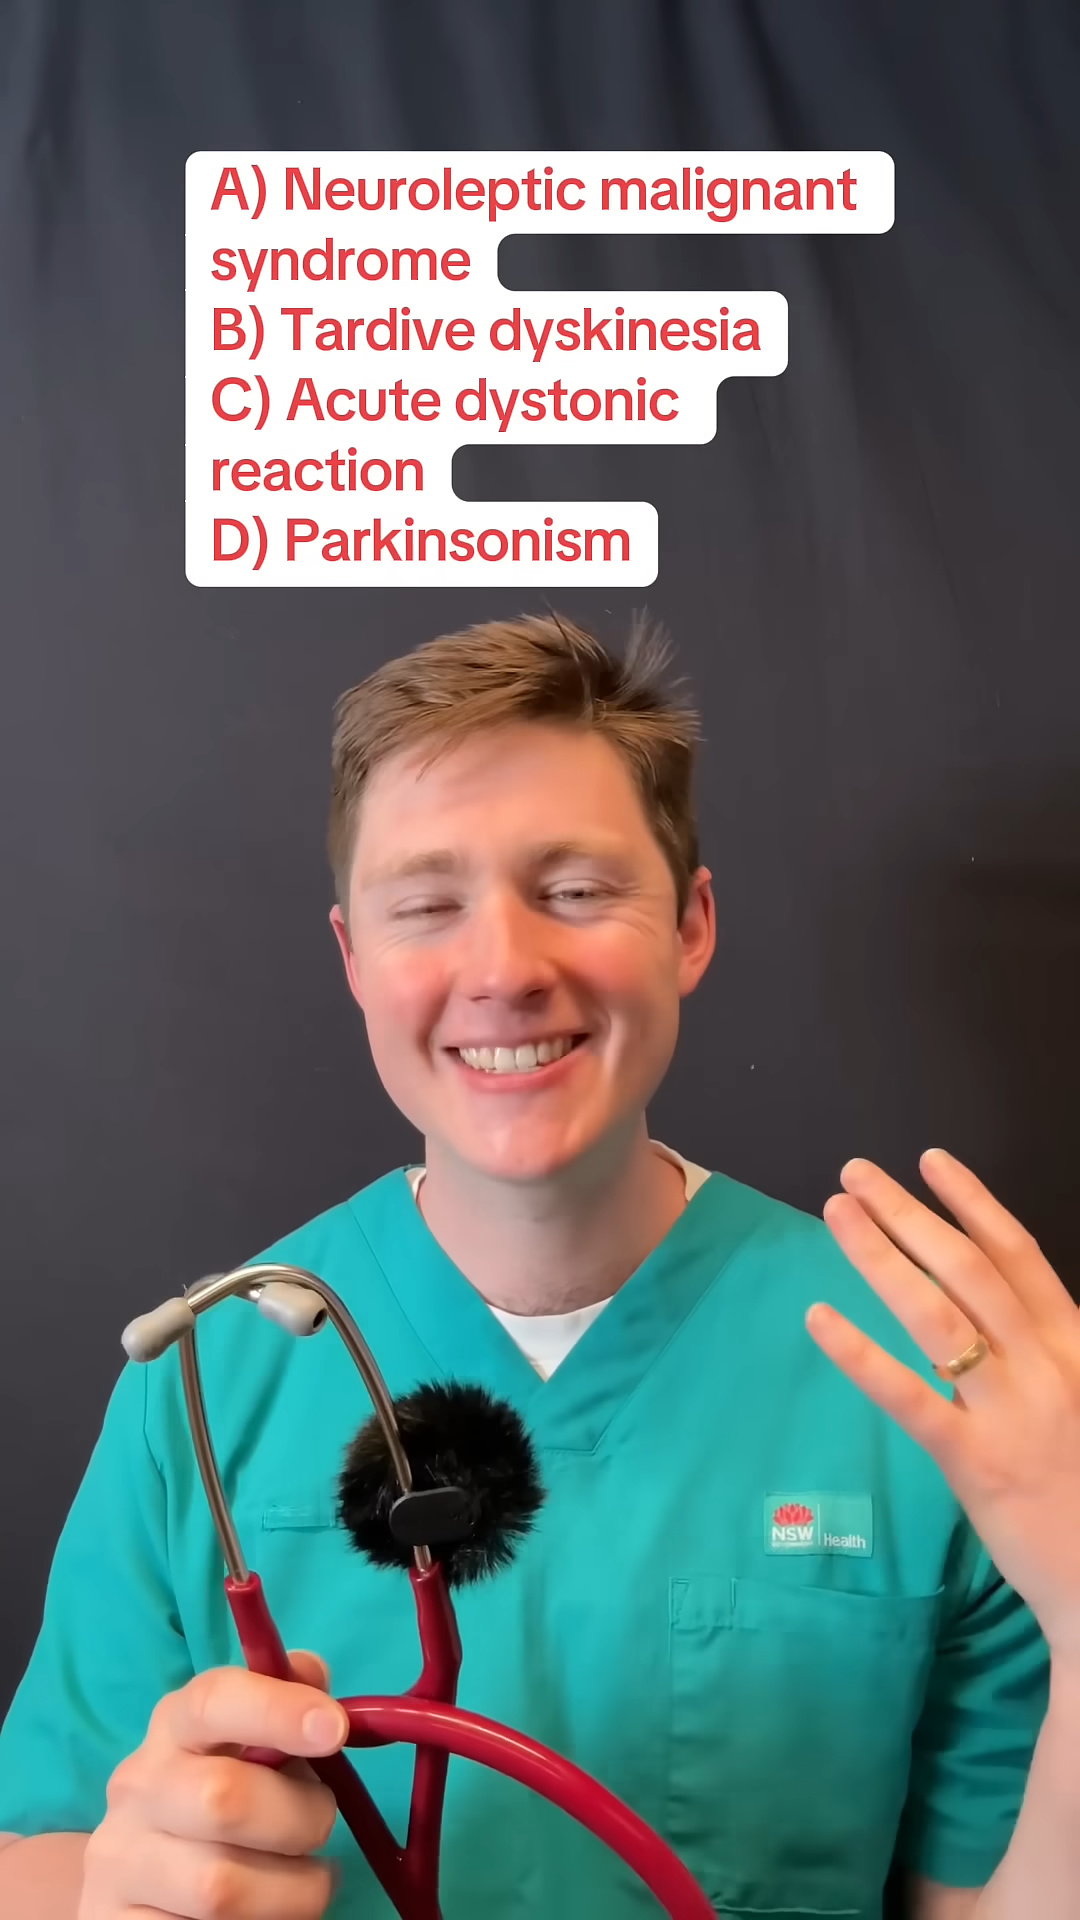 A) Neuroleptic malignant
syndrome
B) Tardive dyskinesia
C) Acute dystonic
reaction
D) Parkinsonism
NSW
Health